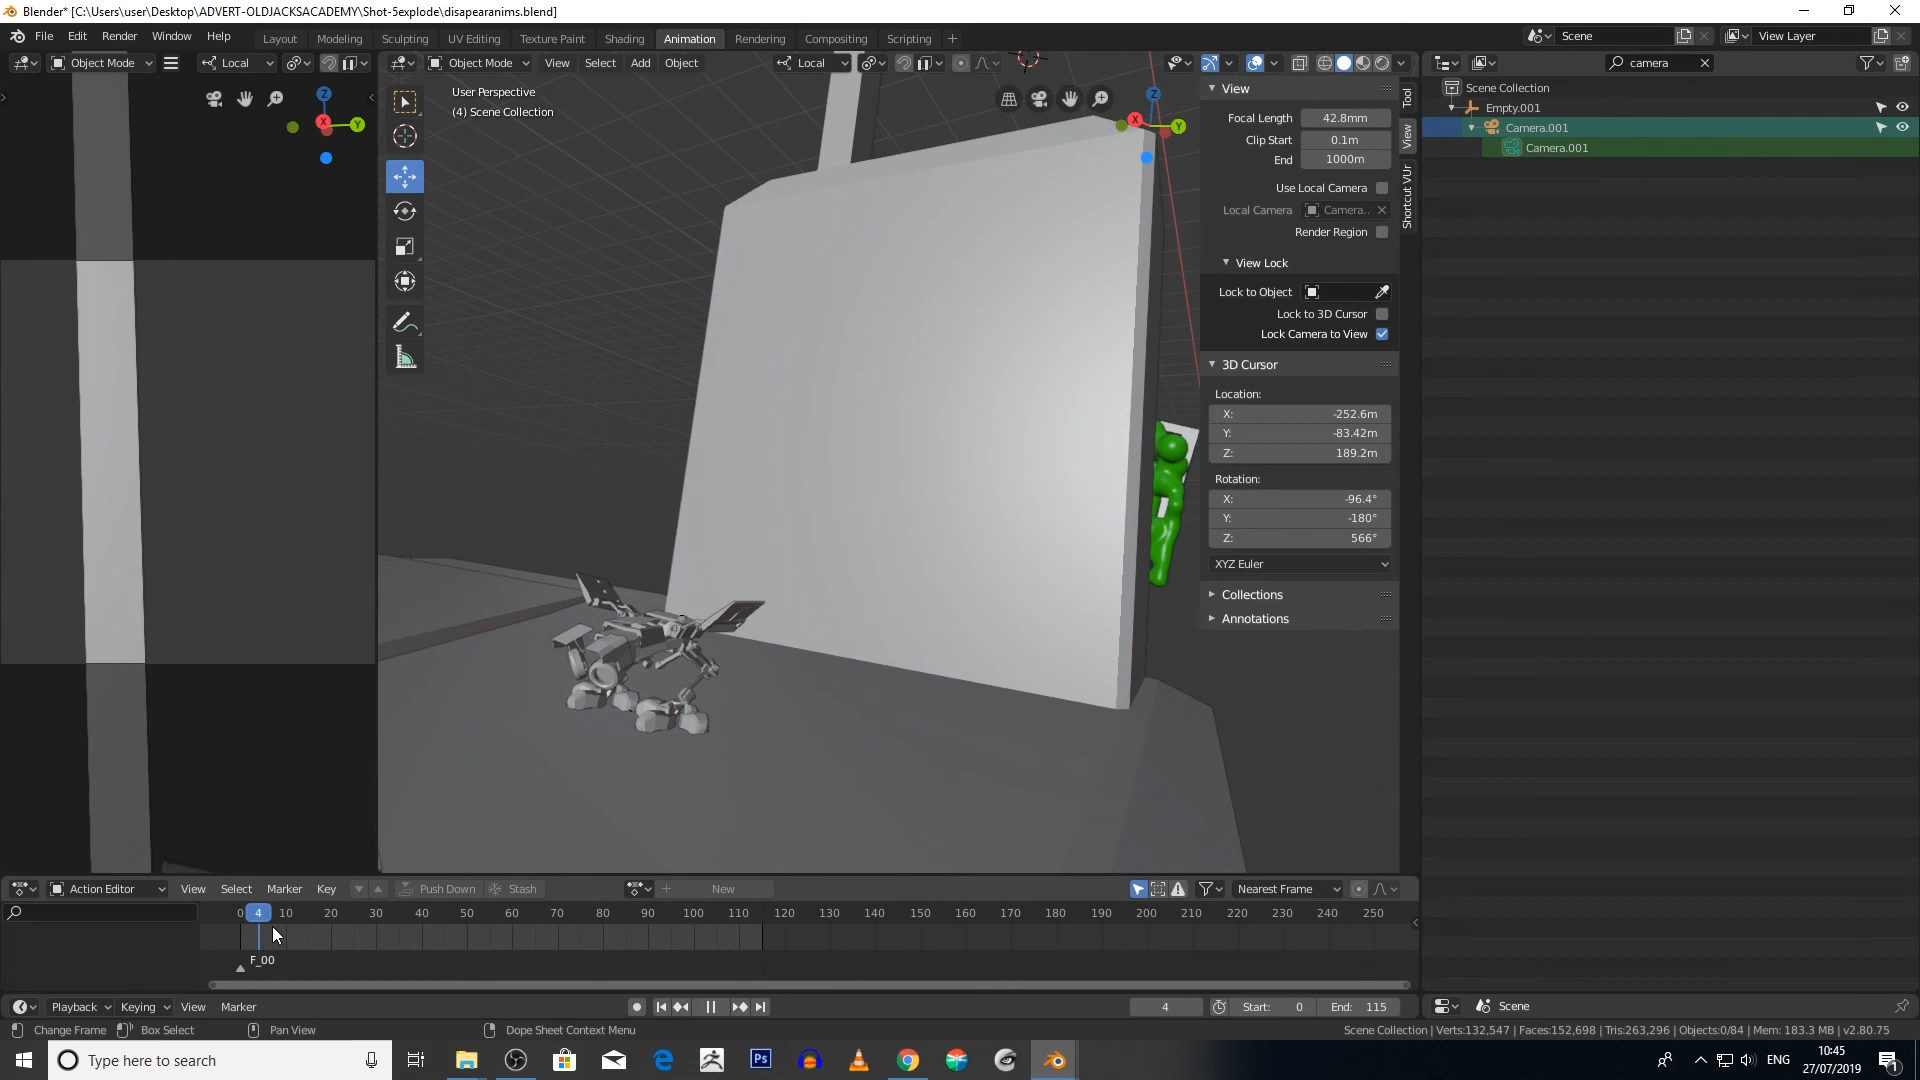 Blender* [C:\Users\user\Desktop\ADVERT-OLDJACKSACADEMY\Shot-5explode\disapearanims.blend]
File Edit Render Window Help
Layout Modeling Sculpting UV Editing Texture Paint Shading Animation Rendering Compositing Scripting +
Scene
View Layer
Object Mode
Local
Object Mode View Select Add Object
Local
camera
User Perspective
(4) Scene Collection
Z
X
Y
Z
X
Y
View
Focal Length 42.8mm
Clip Start 0.1m
End 1000m
Use Local Camera
Local Camera Camera..
Render Region
View Lock
Lock to Object
Lock to 3D Cursor
Lock Camera to View
3D Cursor
Location:
X: -252.6m
Y: -83.42m
Z: 189.2m
Rotation:
X: -96.4°
Y: -180°
Z: 566°
XYZ Euler
Collections
Annotations
Tool
View
Shortcut VUr
Scene Collection
Empty.001
Camera.001
Camera.001
Action Editor View Select Marker Key Push Down Stash New Nearest Frame
0 4 10 20 30 40 50 60 70 80 90 100 110 120 130 140 150 160 170 180 190 200 210 220 230 240 250
F_00
Playback Keying View Marker 4 Start: 0 End: 115
Scene
Change Frame Box Select Pan View Dope Sheet Context Menu
Scene Collection | Verts:132,547 | Faces:152,698 | Tris:263,296 | Objects:0/84 | Mem: 183.3 MB | v2.80.75
Type here to search
Ps
ENG
10:45
27/07/2019
1